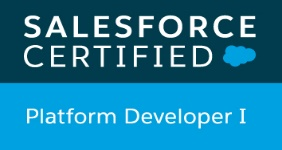 SALESFORCE
CERTIFIED
Platform Developer I